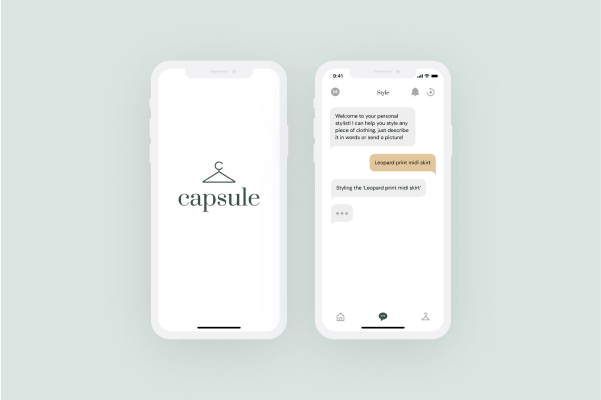 capsule
9:41
M
Style
Welcome to your personal
stylist! I can help you style any
piece of clothing, just describe
it in words or send a picture!
Leopard print midi skirt
Styling the 'Leopard print midi skirt'